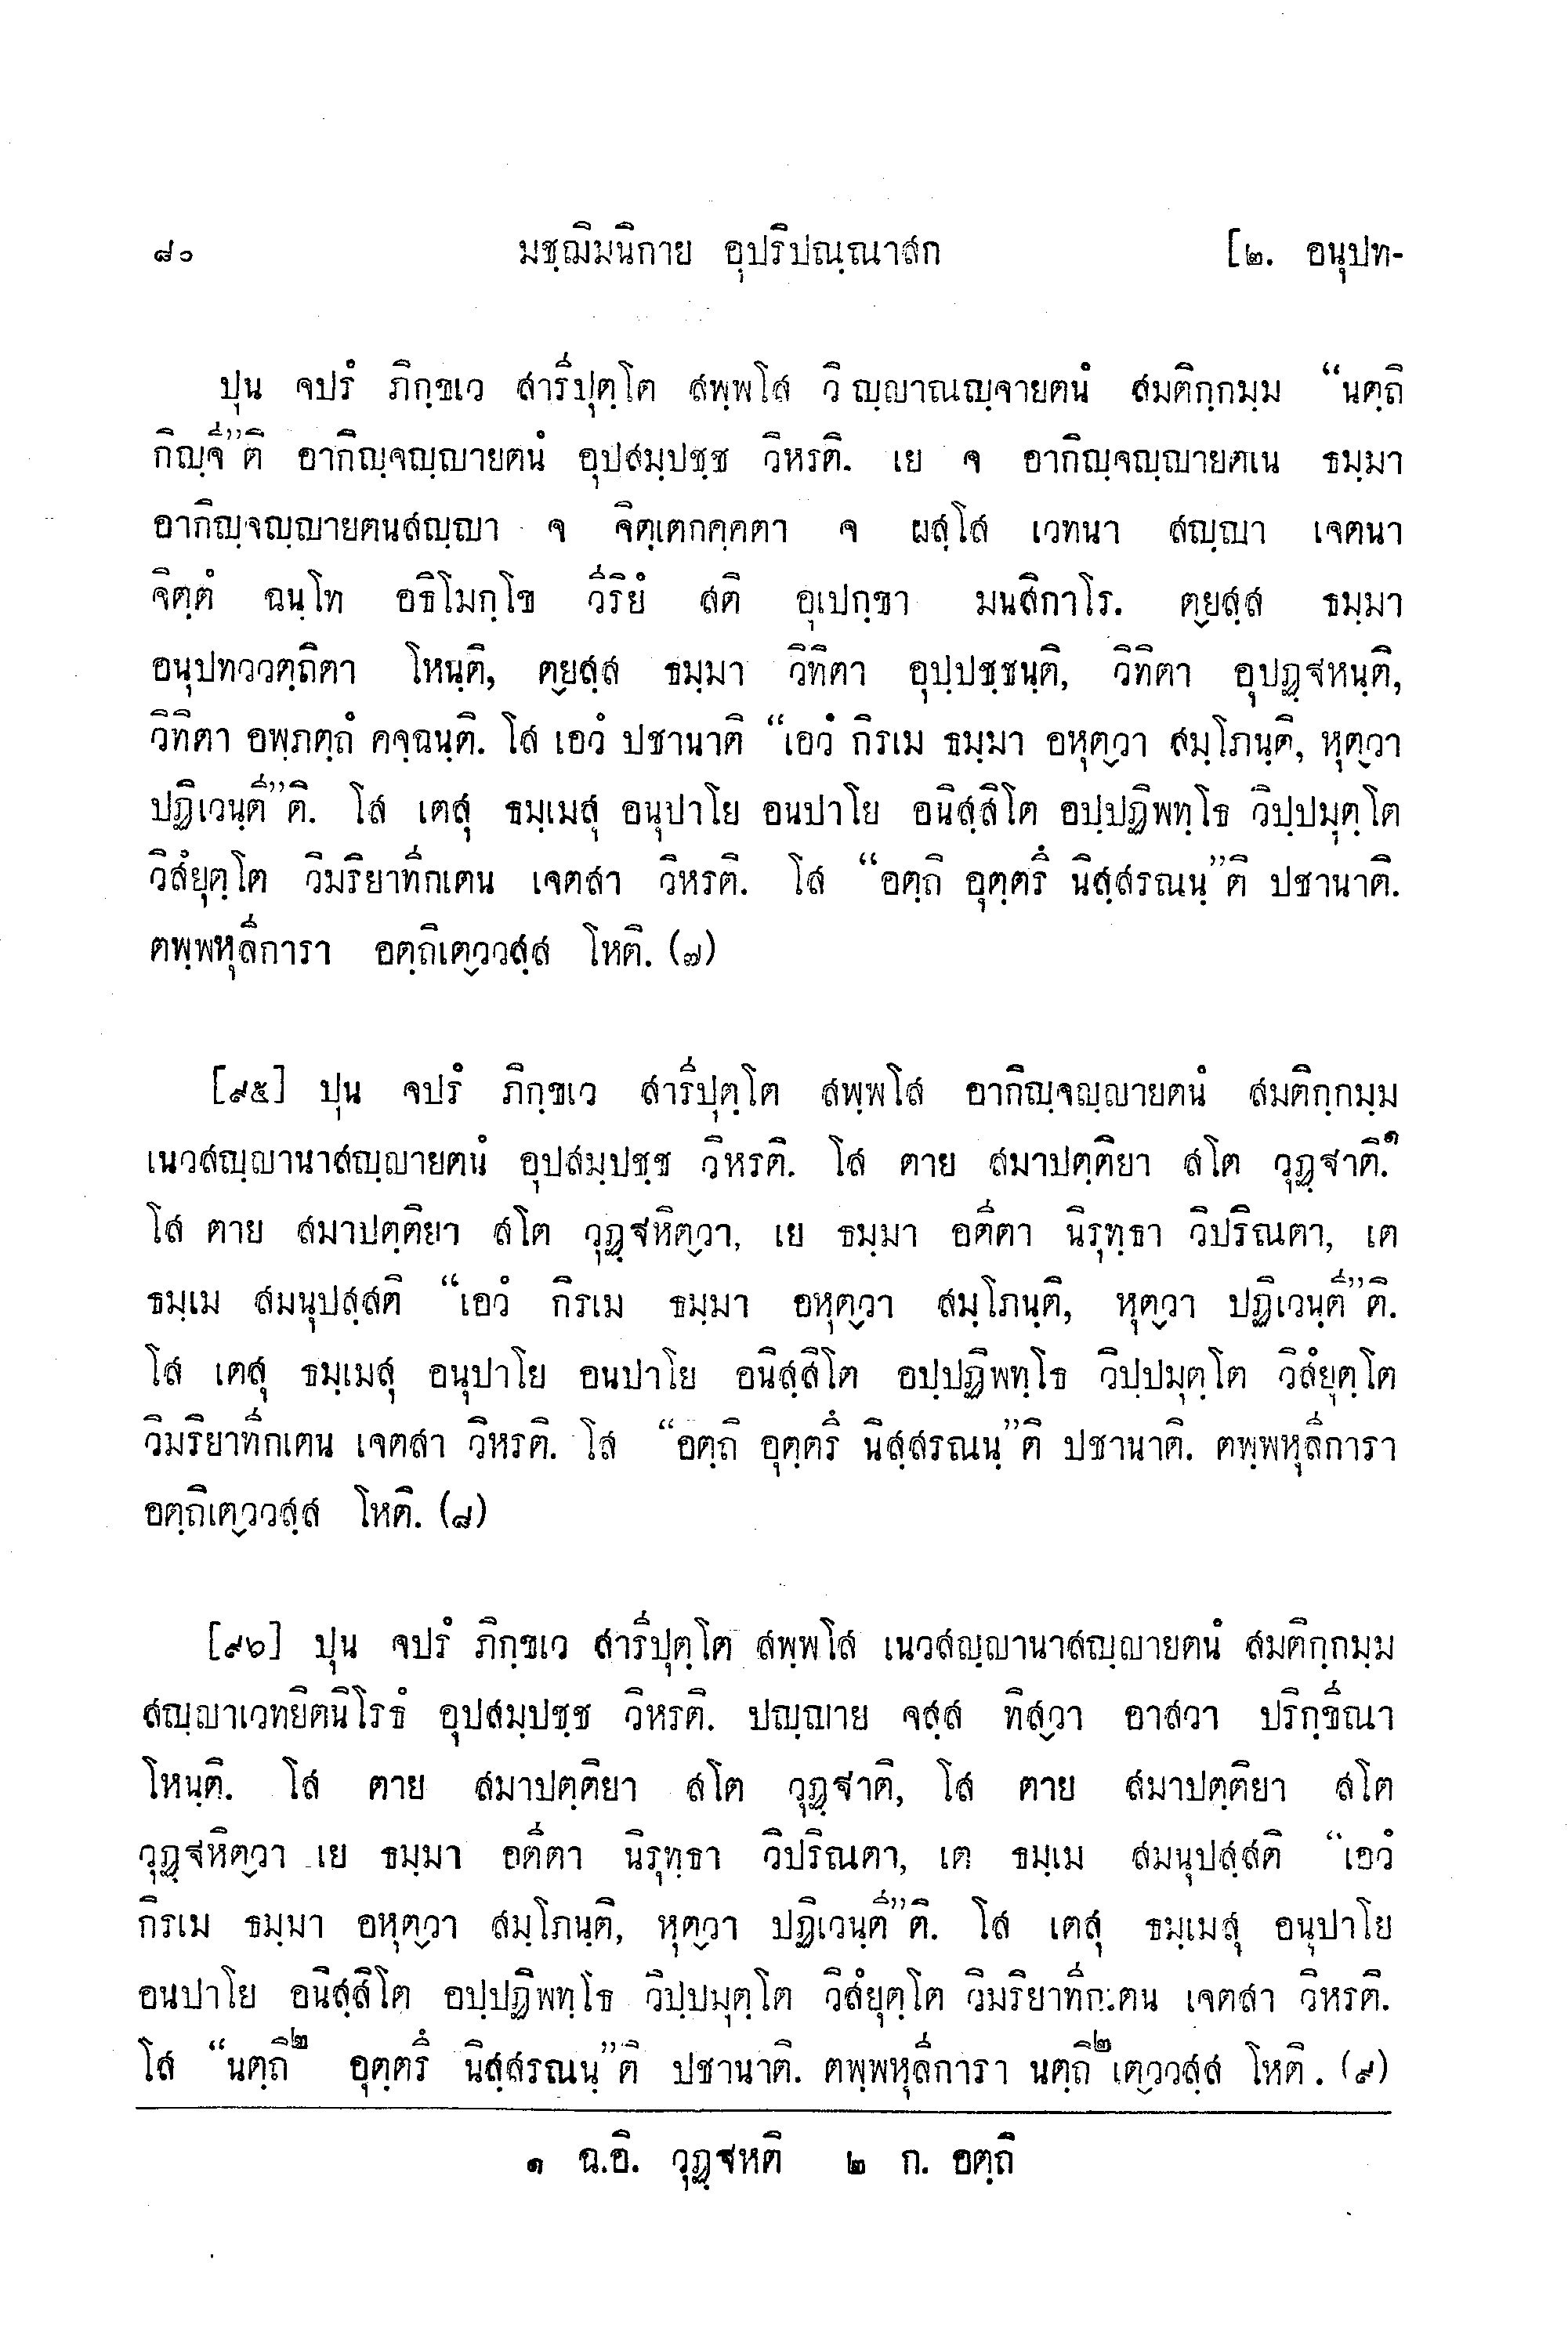 ๘๐ มชฺฌิมนิกาย อุปริปณฺณาสก [๒. อนุปท-
ปุน จปรํ ภิกฺขเว สารีปุตฺโต สพฺพโส วิญฺญาณญฺจายตนํ สมติกฺกมฺม “นตฺถิ
กิญฺจี”ติ อากิญฺจญฺญายตนํ อุปสมฺปชฺช วิหรติ. เย จ อากิญฺจญฺญายตเน ธมฺมา
อากิญฺจญฺญายตนสญฺญา จ จิตฺเตกคฺคตา จ ผสฺโส เวทนา สญฺญา เจตนา
จิตฺตํ ฉนฺโท อธิโมกฺโข วีริยํ สติ อุเปกฺขา มนสิกาโร. ตฺยสฺส ธมฺมา
อนุปทววตฺถิตา โหนฺติ, ตฺยสฺส ธมฺมา วิทิตา อุปฺปชฺชนฺติ, วิทิตา อุปฏฺฐหนฺติ,
วิทิตา อพฺภตฺถํ คจฺฉนฺติ. โส เอวํ ปชานาติ “เอวํ กิรเม ธมฺมา อหุตฺวา สมฺโภนฺติ, หุตฺวา
ปฏิเวนฺตี”ติ. โส เตสุ ธมฺเมสุ อนุปาโย อนปาโย อนิสฺสิโต อปฺปฏิพทฺโธ วิปฺปมุตฺโต
วิสํยุตฺโต วิมริยาทีกเตน เจตสา วิหรติ. โส “อตฺถิ อุตฺตรึ นิสฺสรณนฺ”ติ ปชานาติ.
ตพฺพหุลีการา อตฺถิเตฺววสฺส โหติ. (๗)
[๙๕] ปุน จปรํ ภิกฺขเว สารีปุตฺโต สพฺพโส อากิญฺจญฺญายตนํ สมติกฺกมฺม
เนวสญฺญานาสญฺญายตนํ อุปสมฺปชฺช วิหรติ. โส ตาย สมาปตฺติยา สโต วุฏฺฐาติ.๑
โส ตาย สมาปตฺติยา สโต วุฏฺฐหิตฺวา, เย ธมฺมา อตีตา นิรุทฺธา วิปริณตา, เต
ธมฺเม สมนุปสฺสติ “เอวํ กิรเม ธมฺมา อหุตฺวา สมฺโภนฺติ, หุตฺวา ปฏิเวนฺตี”ติ.
โส เตสุ ธมฺเมสุ อนุปาโย อนปาโย อนิสฺสิโต อปฺปฏิพทฺโธ วิปฺปมุตฺโต วิสํยุตฺโต
วิมริยาทีกเตน เจตสา วิหรติ. โส “อตฺถิ อุตฺตรึ นิสฺสรณนฺ”ติ ปชานาติ. ตพฺพหุลีการา
อตฺถิเตฺววสฺส โหติ. (๘)
[๙๖] ปุน จปรํ ภิกฺขเว สารีปุตฺโต สพฺพโส เนวสญฺญานาสญฺญายตนํ สมติกฺกมฺม
สญฺญาเวทยิตนิโรธํ อุปสมฺปชฺช วิหรติ. ปญฺญาย จสฺส ทิสฺวา อาสวา ปริกฺขีณา
โหนฺติ. โส ตาย สมาปตฺติยา สโต วุฏฺฐาติ, โส ตาย สมาปตฺติยา สโต
วุฏฺฐหิตฺวา เย ธมฺมา อตีตา นิรุทฺธา วิปริณตา, เต ธมฺเม สมนุปสฺสติ “เอวํ
กิรเม ธมฺมา อหุตฺวา สมฺโภนฺติ, หุตฺวา ปฏิเวนฺตี”ติ. โส เตสุ ธมฺเมสุ อนุปาโย
อนปาโย อนิสฺสิโต อปฺปฏิพทฺโธ วิปฺปมุตฺโต วิสํยุตฺโต วิมริยาทีกเตน เจตสา วิหรติ.
โส “นตฺถิ๒ อุตฺตรึ นิสฺสรณนฺ”ติ ปชานาติ. ตพฺพหุลีการา นตฺถิ๒เตฺววสฺส โหติ. (๙)
๑ ฉ.อิ. วุฏฺฐหติ ๒ ก. อตฺถิ